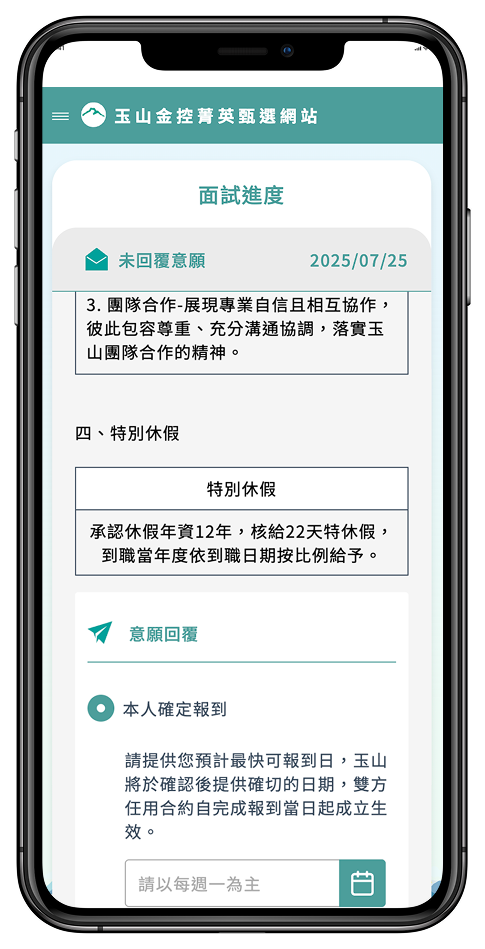 玉山金控菁英甄選網站
面試進度
未回覆意願 2025/07/25
3. 團隊合作-展現專業自信且相互協作，
彼此包容尊重、充分溝通協調，落實玉
山團隊合作的精神。
四、特別休假
特別休假
承認休假年資12年，核給22天特休假，
到職當年度依到職日期按比例給予。
意願回覆
本人確定報到
請提供您預計最快可報到日，玉山
將於確認後提供確切的日期，雙方
任用合約自完成報到當日起成立生
效。
請以每週一為主